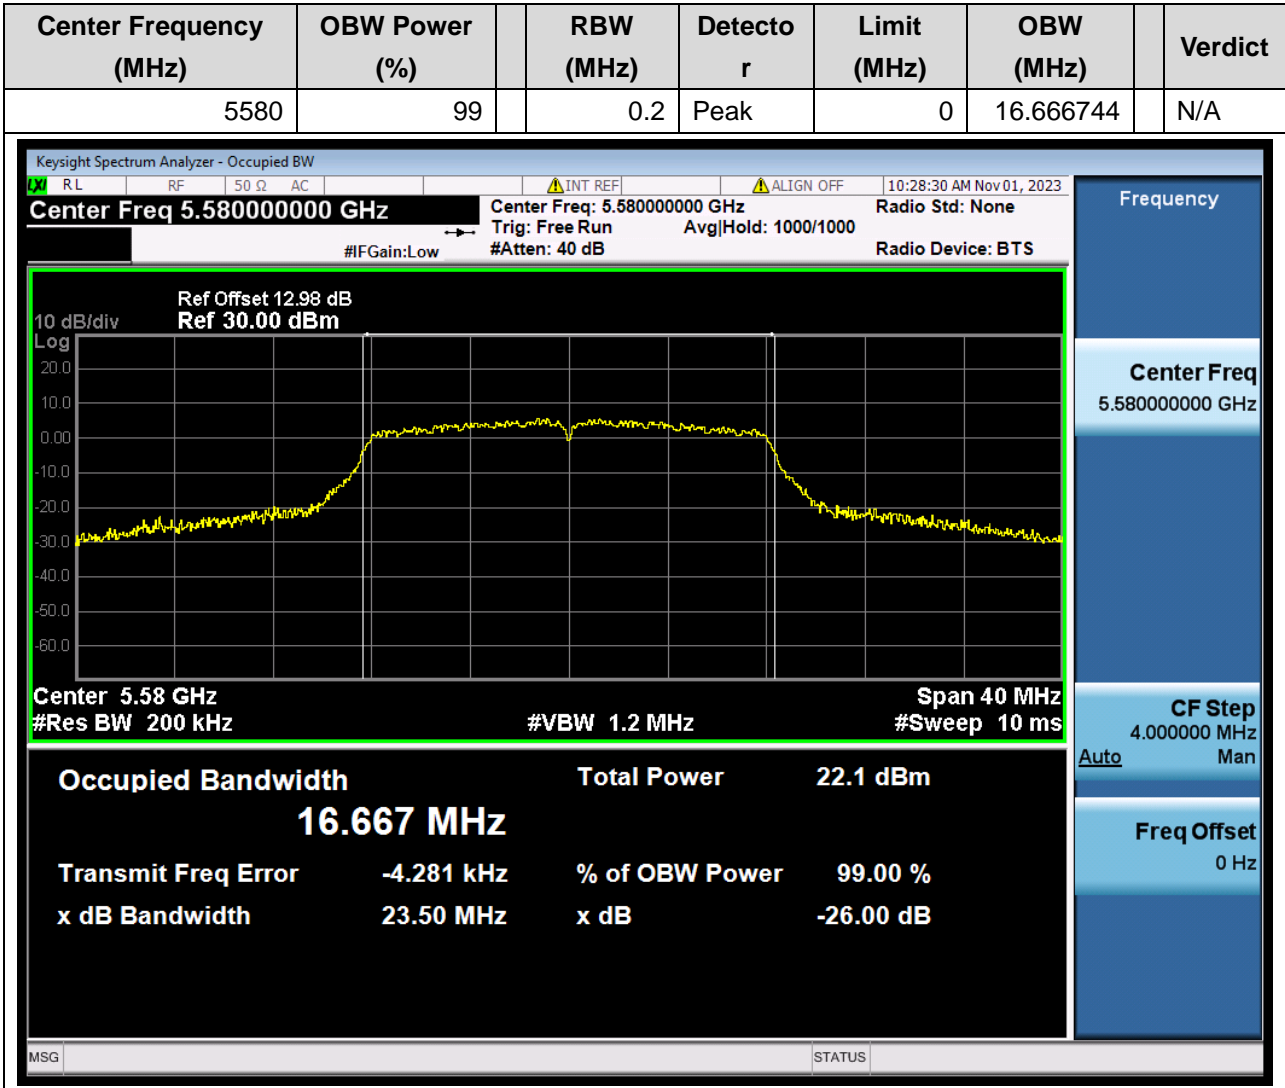 Center Frequency (MHz) OBW Power (%) RBW (MHz) Detecto r Limit (MHz) OBW (MHz) Verdict
5580 99 0.2 Peak 0 16.666744 N/A
Keysight Spectrum Analyzer - Occupied BW
LXI RL RF 50 Ω AC INT REF ALIGN OFF 10:28:30 AM Nov 01, 2023
Center Freq 5.580000000 GHz
Center Freq: 5.580000000 GHz
Radio Std: None
Trig: Free Run Avg|Hold: 1000/1000
#IFGain:Low
#Atten: 40 dB
Radio Device: BTS
Ref Offset 12.98 dB
10 dB/div Ref 30.00 dBm
Log
20.0
10.0
0.00
-10.0
-20.0
-30.0
-40.0
-50.0
-60.0
Center 5.58 GHz Span 40 MHz
#Res BW 200 kHz #VBW 1.2 MHz #Sweep 10 ms
Occupied Bandwidth Total Power 22.1 dBm
16.667 MHz
Transmit Freq Error -4.281 kHz % of OBW Power 99.00 %
x dB Bandwidth 23.50 MHz x dB -26.00 dB
Frequency
Center Freq
5.580000000 GHz
CF Step
4.000000 MHz
Auto Man
Freq Offset
0 Hz
MSG STATUS